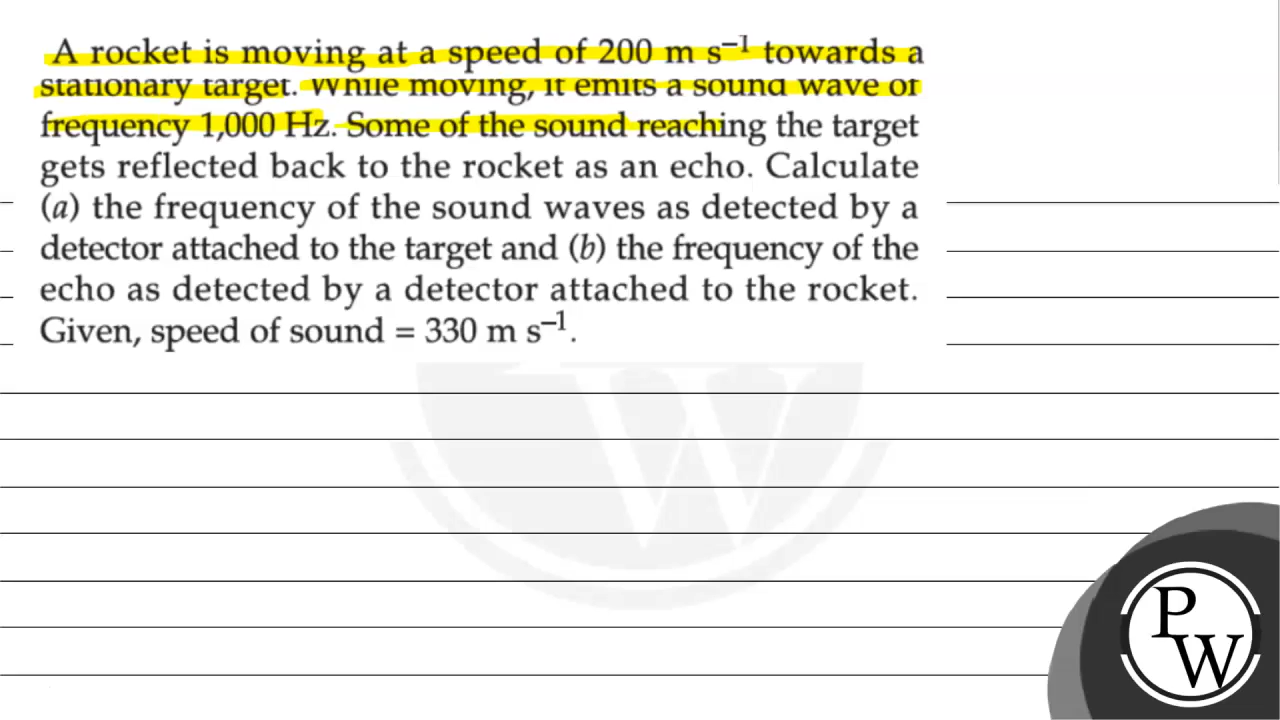 A rocket is moving at a speed of 200 m s⁻¹ towards a
stationary target. While moving, it emits a sound wave of
frequency 1,000 Hz. Some of the sound reaching the target
gets reflected back to the rocket as an echo. Calculate
(a) the frequency of the sound waves as detected by a
detector attached to the target and (b) the frequency of the
echo as detected by a detector attached to the rocket.
Given, speed of sound = 330 m s⁻¹.
W
P
W